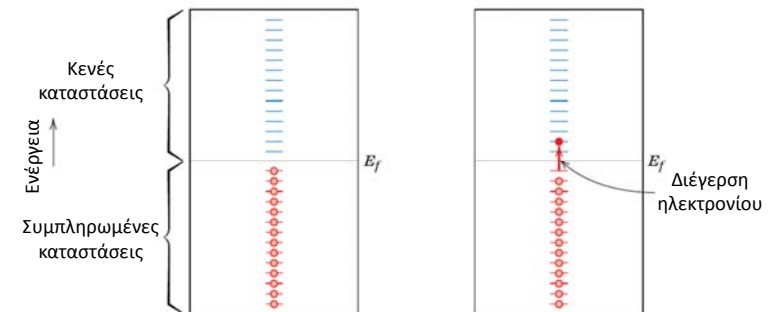 Κενές
καταστάσεις
Ενέργεια
Συμπληρωμένες
καταστάσεις
E_f
E_f
Διέγερση
ηλεκτρονίου